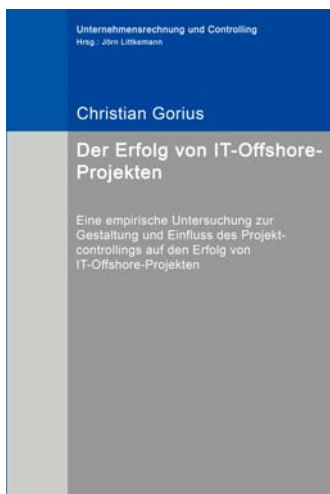 Unternehmensrechnung und Controlling
Hrsg.: Jörn Littkemann
Christian Gorius
Der Erfolg von IT-Offshore-
Projekten
Eine empirische Untersuchung zur
Gestaltung und Einfluss des Projekt-
controllings auf den Erfolg von
IT-Offshore-Projekten